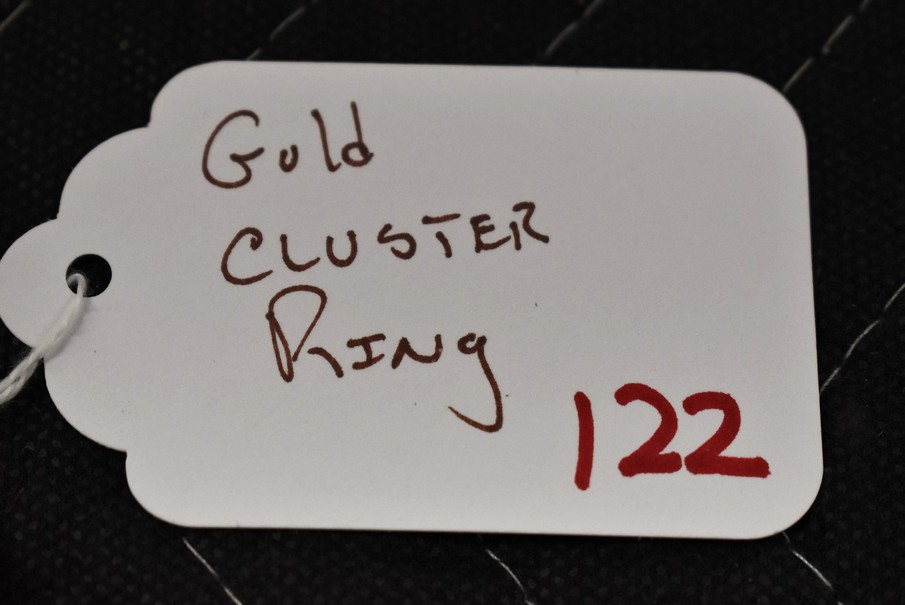 Gold
CLUSTER
RING
122